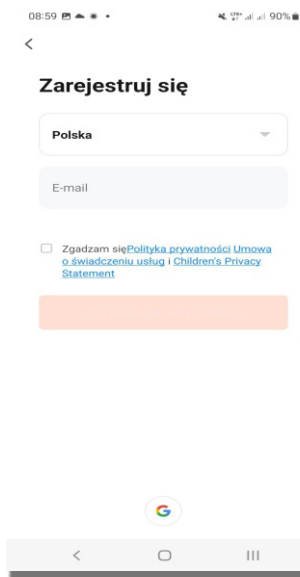 08:59
90%
Zarejestruj się
Polska
E-mail
Zgadzam sięPolityka prywatności Umowa
o świadczeniu usług i Children's Privacy
Statement